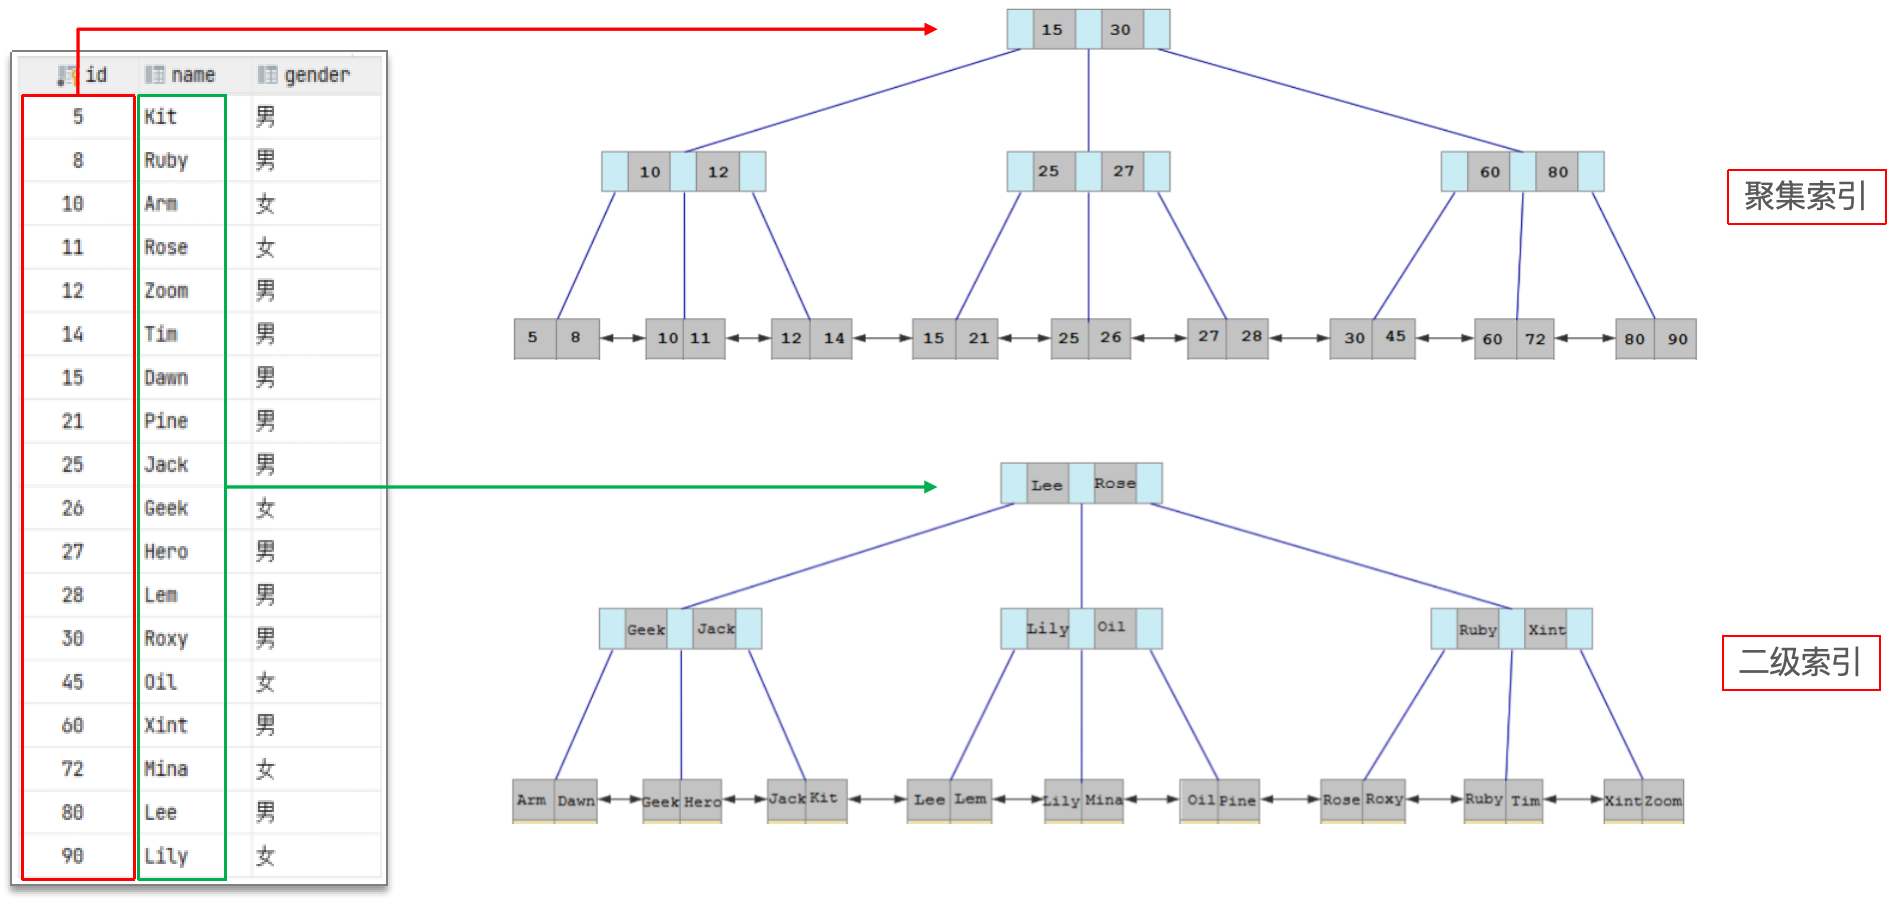 id name gender
5 Kit 男
8 Ruby 男
10 Arm 女
11 Rose 女
12 Zoom 男
14 Tim 男
15 Dawn 男
21 Pine 男
25 Jack 男
26 Geek 女
27 Hero 男
28 Lem 男
30 Roxy 男
45 Oil 女
60 Xint 男
72 Mina 女
80 Lee 男
90 Lily 女
15 30
10 12 25 27 60 80
聚集索引
5 8 10 11 12 14 15 21 25 26 27 28 30 45 60 72 80 90
Lee Rose
Geek Jack Lily Oil Ruby Xint
二级索引
Arm Dawn Geek Hero Jack Kit Lee Lem Lily Mina Oil Pine Rose Roxy Ruby Tim Xint Zoom